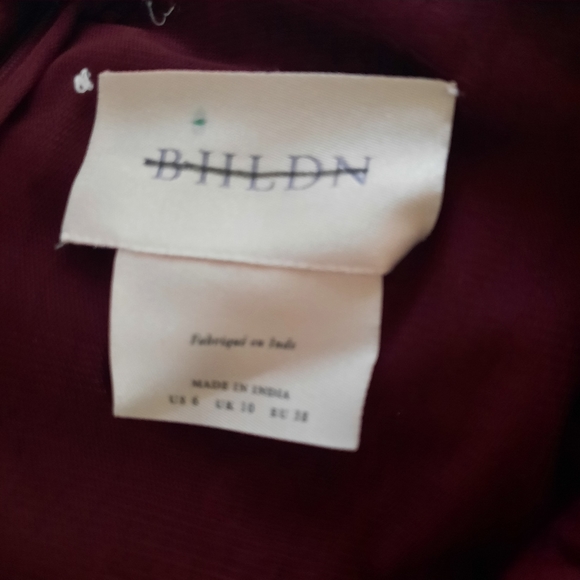 BHLDN
Fabriqué en Inde
MADE IN INDIA
US 6 UK 10 EU 38